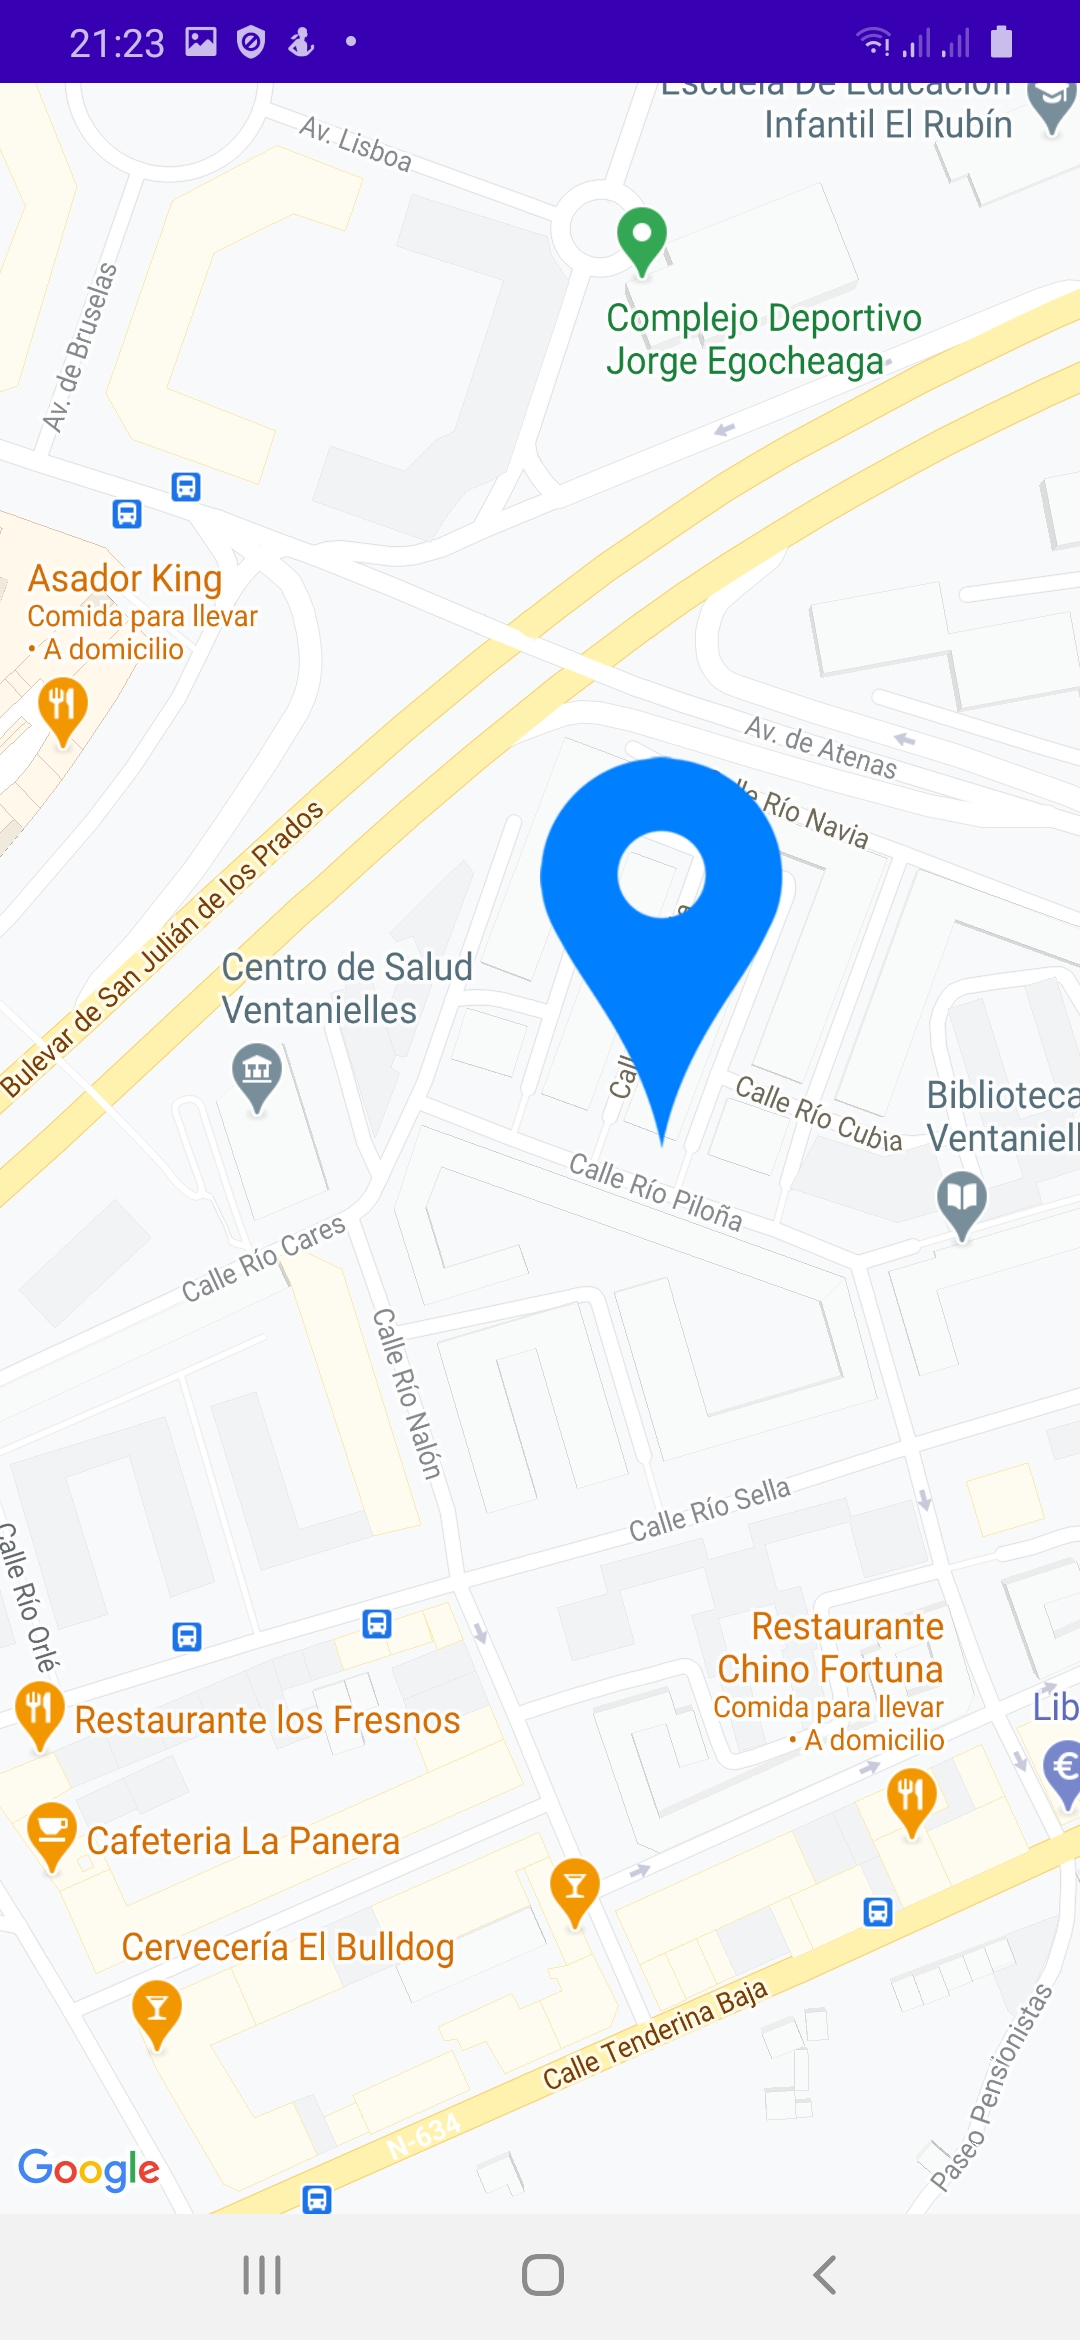 21:23
Escuela De Educación
Infantil El Rubín
Av. Lisboa
Complejo Deportivo
Jorge Egocheaga
Av. de Bruselas
Asador King
Comida para llevar
• A domicilio
Av. de Atenas
Río Navia
Bulevar de San Julián de los Prados
Centro de Salud
Ventanielles
Calle Río Cubia
Biblioteca
Calle Río Piloña
Calle Río Cares
Calle Río Nalón
Calle Río Sella
Calle Río Orlé
Restaurante
Chino Fortuna
Comida para llevar
• A domicilio
Lib
Restaurante los Fresnos
Cafeteria La Panera
Cervecería El Bulldog
Calle Tenderina Baja
N-634
Paseo Pensionistas
Google